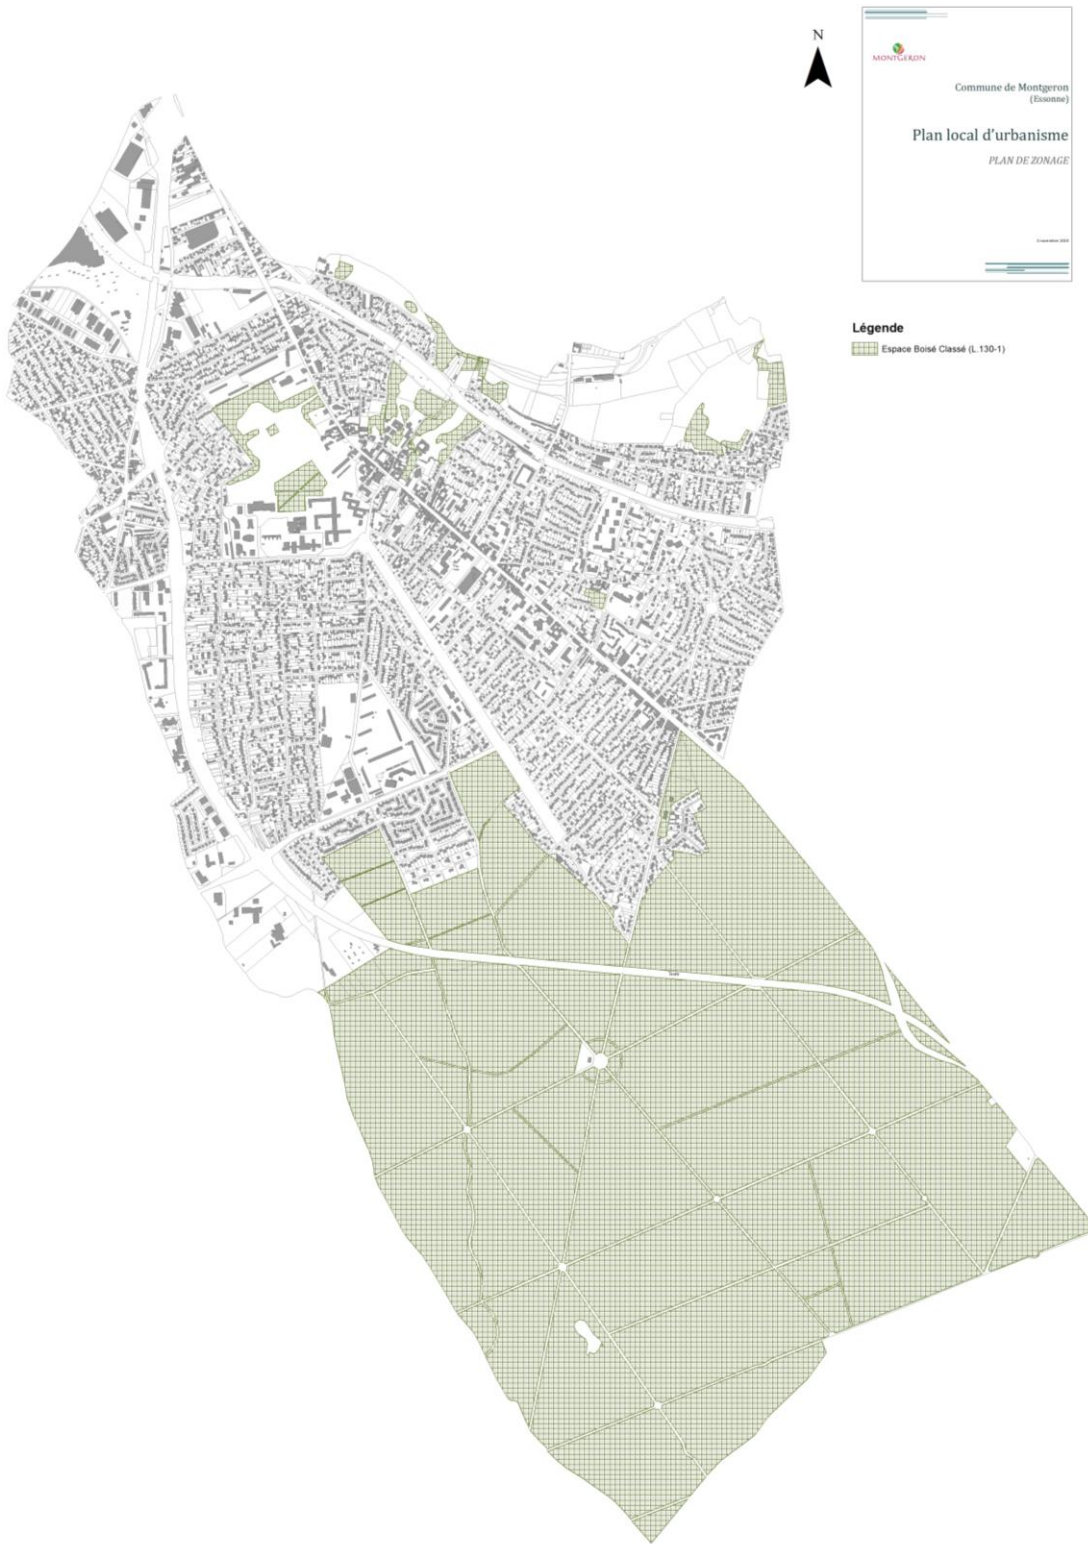 N
MONTGERON
Commune de Montgeron
(Essonne)
Plan local d'urbanisme
PLAN DE ZONAGE
Légende
Espace Boisé Classé (L.130-1)